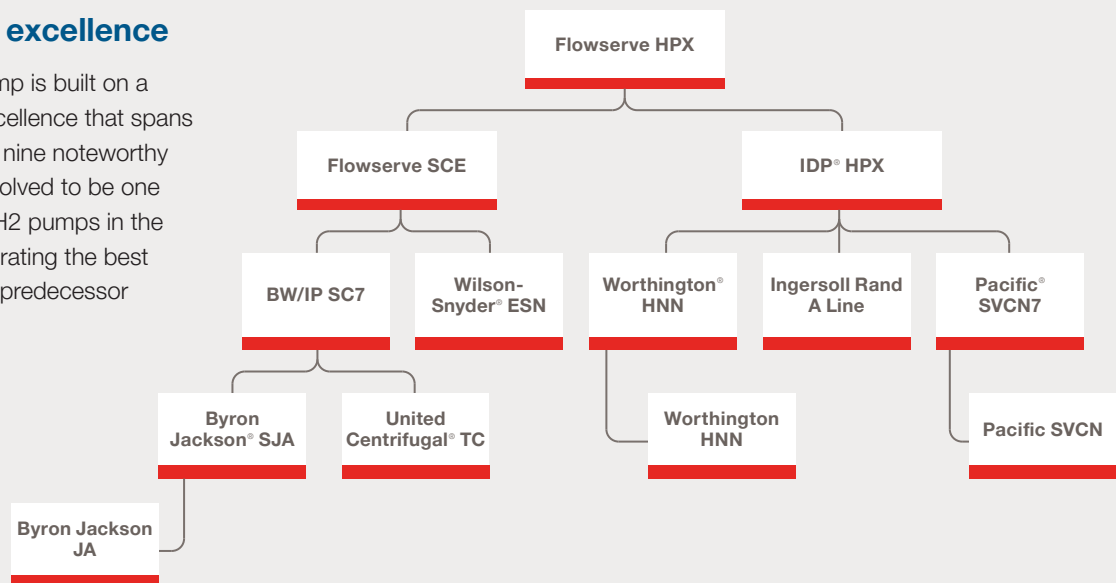 excellence
mp is built on a
cellence that spans
nine noteworthy
olved to be one
H2 pumps in the
rating the best
predecessor
Flowserve HPX
Flowserve SCE
IDP® HPX
BW/IP SC7
Wilson-
Snyder® ESN
Worthington®
HNN
Ingersoll Rand
A Line
Pacific®
SVCN7
Byron
Jackson® SJA
United
Centrifugal® TC
Worthington
HNN
Pacific SVCN
Byron Jackson
JA